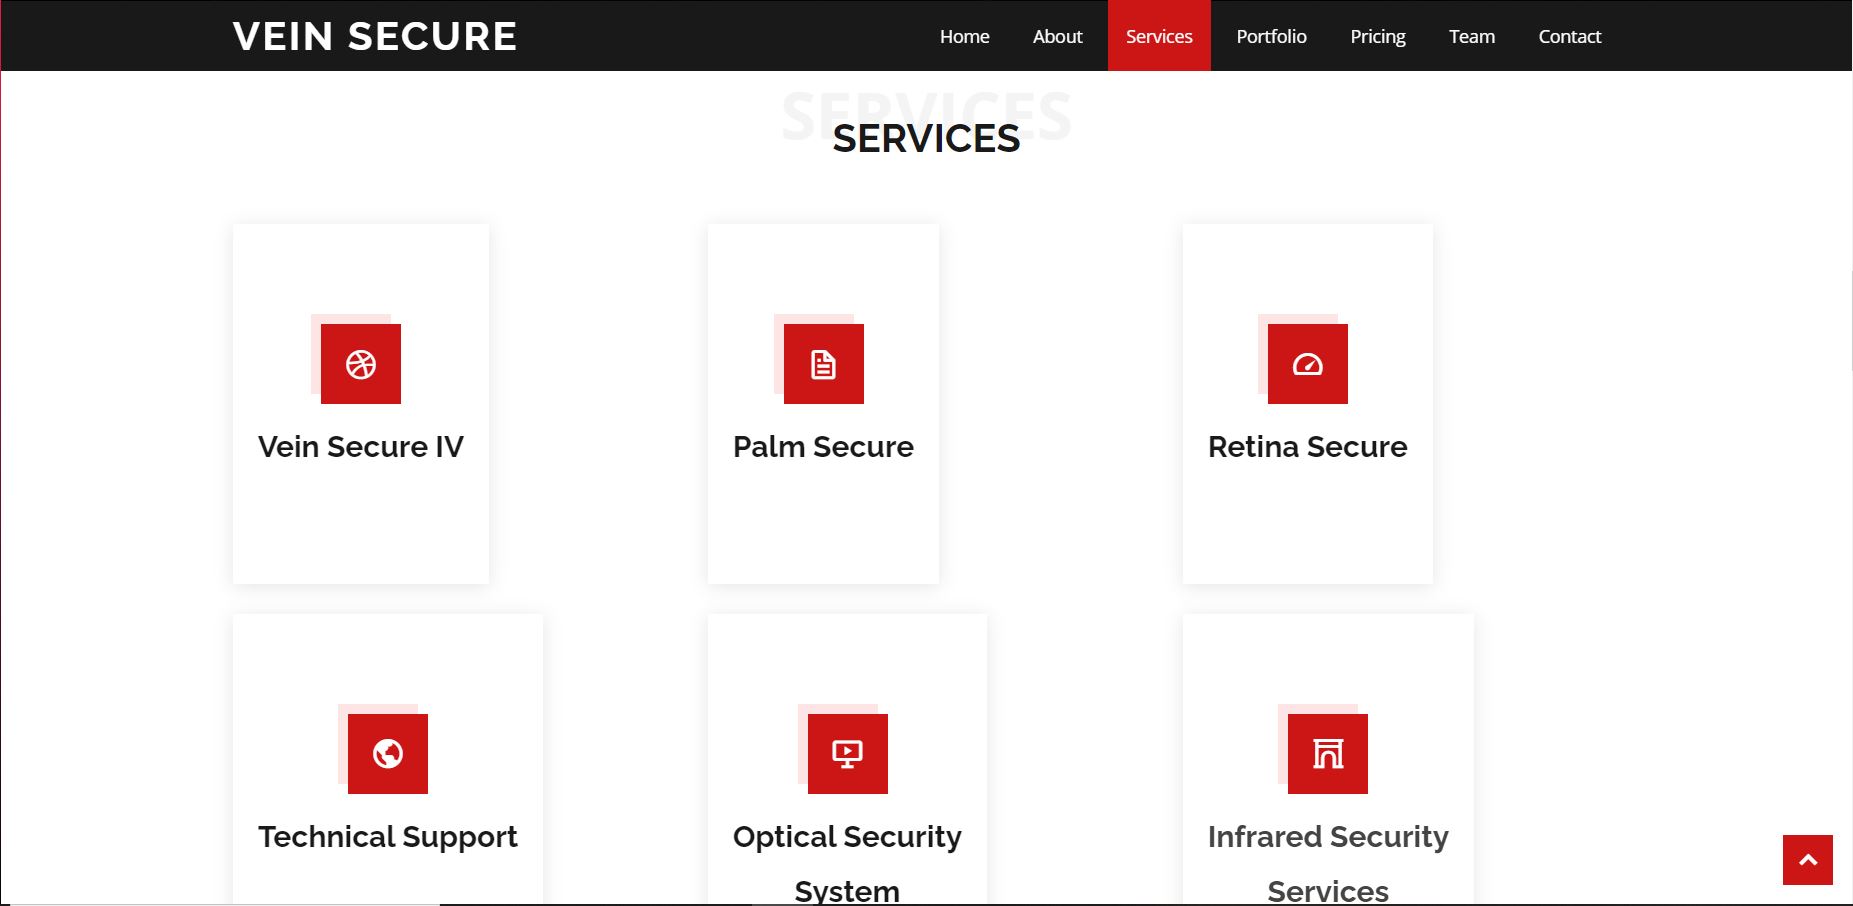 VEIN SECURE
Home About Services Portfolio Pricing Team Contact
SERVICES
SERVICES
Vein Secure IV
Palm Secure
Retina Secure
Technical Support
Optical Security
System
Infrared Security
Services